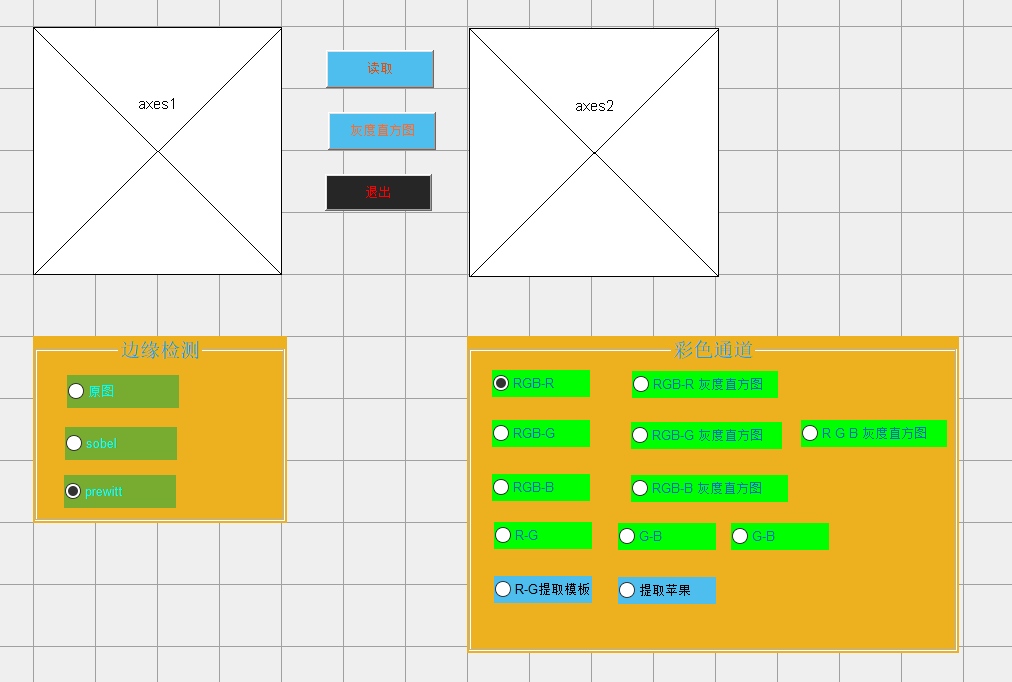 axes1
读取
灰度直方图
退出
axes2
边缘检测
原图
sobel
prewitt
彩色通道
RGB-R
RGB-R 灰度直方图
RGB-G
RGB-G 灰度直方图
R G B 灰度直方图
RGB-B
RGB-B 灰度直方图
R-G
G-B
G-B
R-G提取模板
提取苹果